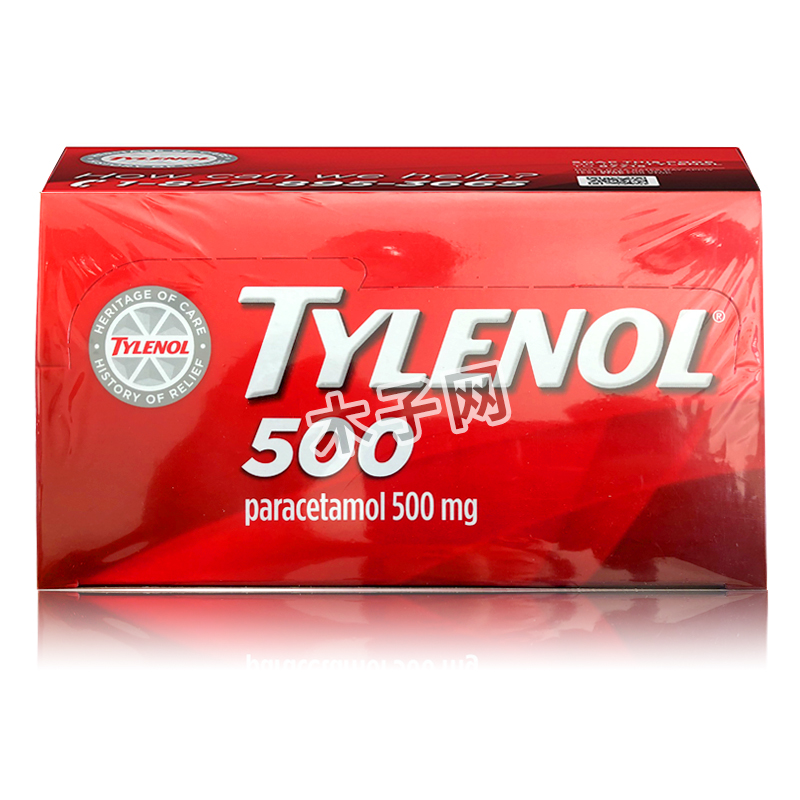 TYLENOL
How can we help?
1-877-895-3665
HERITAGE OF CARE
TYLENOL
HISTORY OF RELIEF
TYLENOL®
500
木子网
paracetamol 500 mg